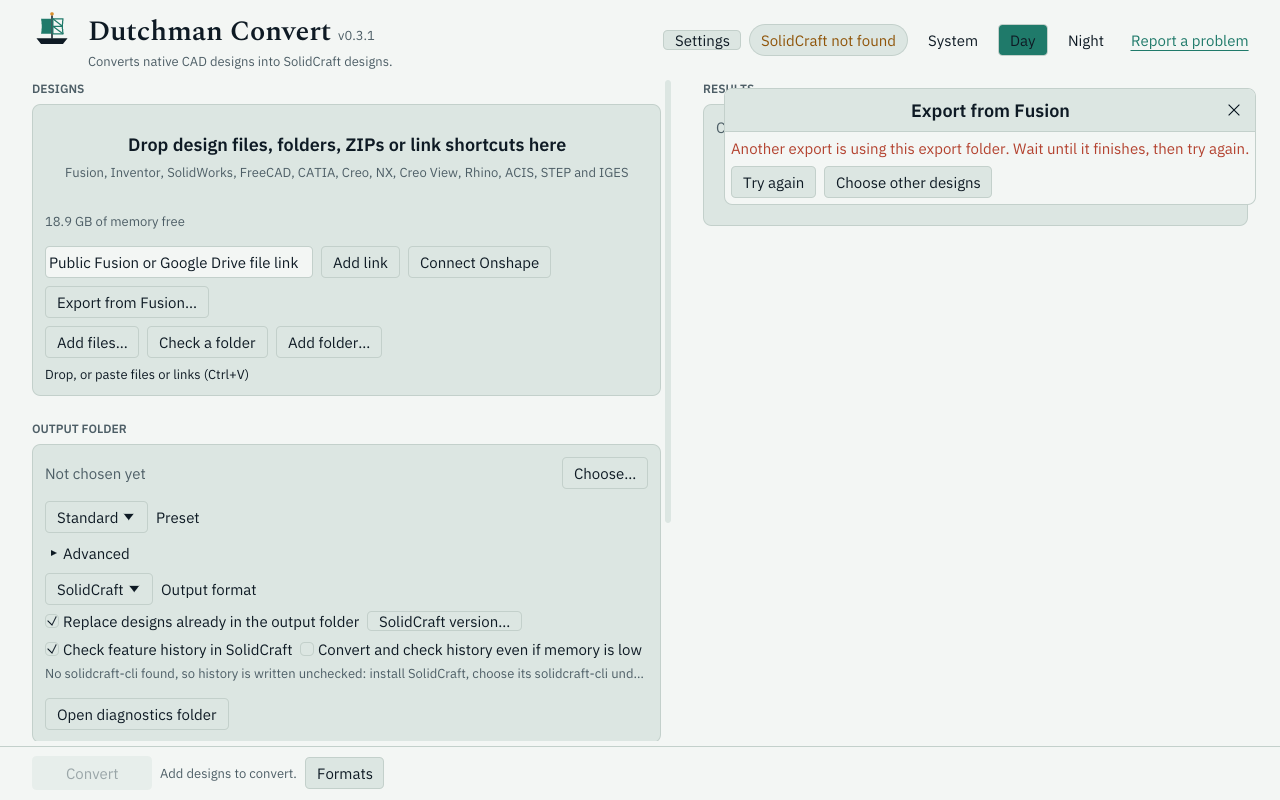 Dutchman Convert v0.3.1
Converts native CAD designs into SolidCraft designs.
Settings
SolidCraft not found
System
Day
Night
Report a problem
DESIGNS
Drop design files, folders, ZIPs or link shortcuts here
Fusion, Inventor, SolidWorks, FreeCAD, CATIA, Creo, NX, Creo View, Rhino, ACIS, STEP and IGES
18.9 GB of memory free
Public Fusion or Google Drive file link
Add link
Connect Onshape
Export from Fusion...
Add files...
Check a folder
Add folder...
Drop, or paste files or links (Ctrl+V)
OUTPUT FOLDER
Not chosen yet
Choose...
Standard
Preset
Advanced
SolidCraft
Output format
Replace designs already in the output folder
SolidCraft version...
Check feature history in SolidCraft
Convert and check history even if memory is low
No solidcraft-cli found, so history is written unchecked: install SolidCraft, choose its solidcraft-cli und...
Open diagnostics folder
Convert
Add designs to convert.
Formats
RESULTS
Export from Fusion
Another export is using this export folder. Wait until it finishes, then try again.
Try again
Choose other designs